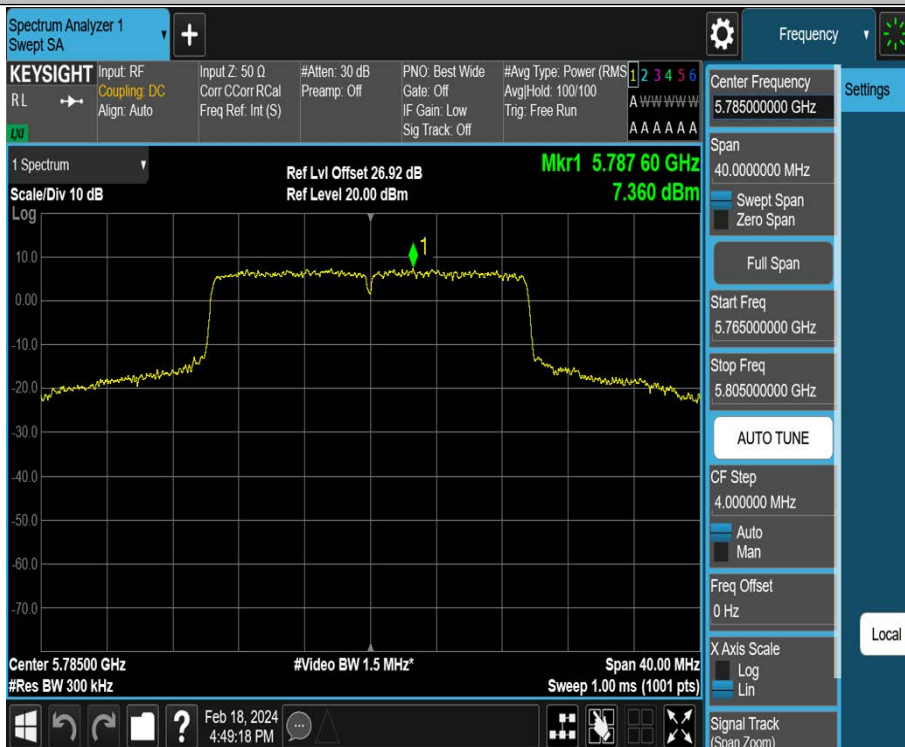 Spectrum Analyzer 1
Swept SA
+
Frequency
KEYSIGHT
RL
LXI
Input: RF
Coupling: DC
Align: Auto
Input Z: 50 Ω
Corr CCorr RCal
Freq Ref: Int (S)
#Atten: 30 dB
Preamp: Off
PNO: Best Wide
Gate: Off
IF Gain: Low
Sig Track: Off
#Avg Type: Power (RMS
Avg|Hold: 100/100
Trig: Free Run
1 2 3 4 5 6
A W W W W W
A A A A A A
1 Spectrum
Scale/Div 10 dB
Log
Ref Lvl Offset 26.92 dB
Ref Level 20.00 dBm
Mkr1 5.787 60 GHz
7.360 dBm
1
10.0
0.00
-10.0
-20.0
-30.0
-40.0
-50.0
-60.0
-70.0
Center 5.78500 GHz
#Res BW 300 kHz
#Video BW 1.5 MHz*
Span 40.00 MHz
Sweep 1.00 ms (1001 pts)
Center Frequency
5.785000000 GHz
Settings
Span
40.0000000 MHz
Swept Span
Zero Span
Full Span
Start Freq
5.765000000 GHz
Stop Freq
5.805000000 GHz
AUTO TUNE
CF Step
4.000000 MHz
Auto
Man
Freq Offset
0 Hz
Local
X Axis Scale
Log
Lin
Signal Track
(Span Zoom)
?
Feb 18, 2024
4:49:18 PM